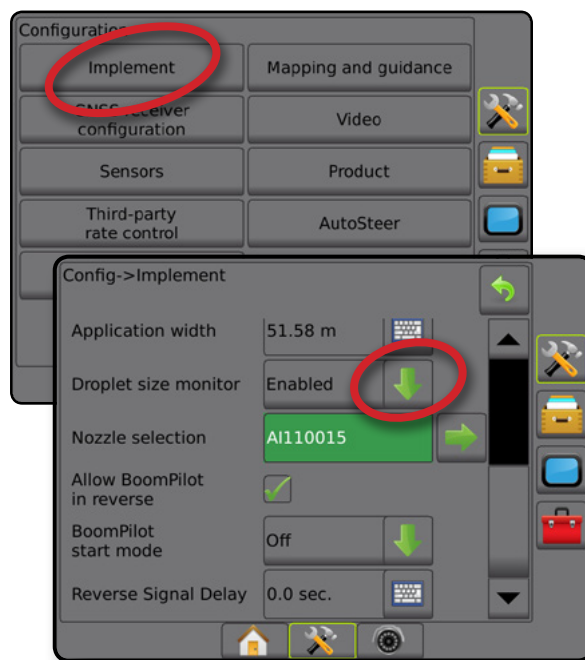 Configuration
Implement
Mapping and guidance
GNSS receiver
configuration
Video
Sensors
Product
Third-party
rate control
AutoSteer
Config->Implement
Application width
51.58 m
Droplet size monitor
Enabled
Nozzle selection
AI110015
Allow BoomPilot
in reverse
BoomPilot
start mode
Off
Reverse Signal Delay
0.0 sec.